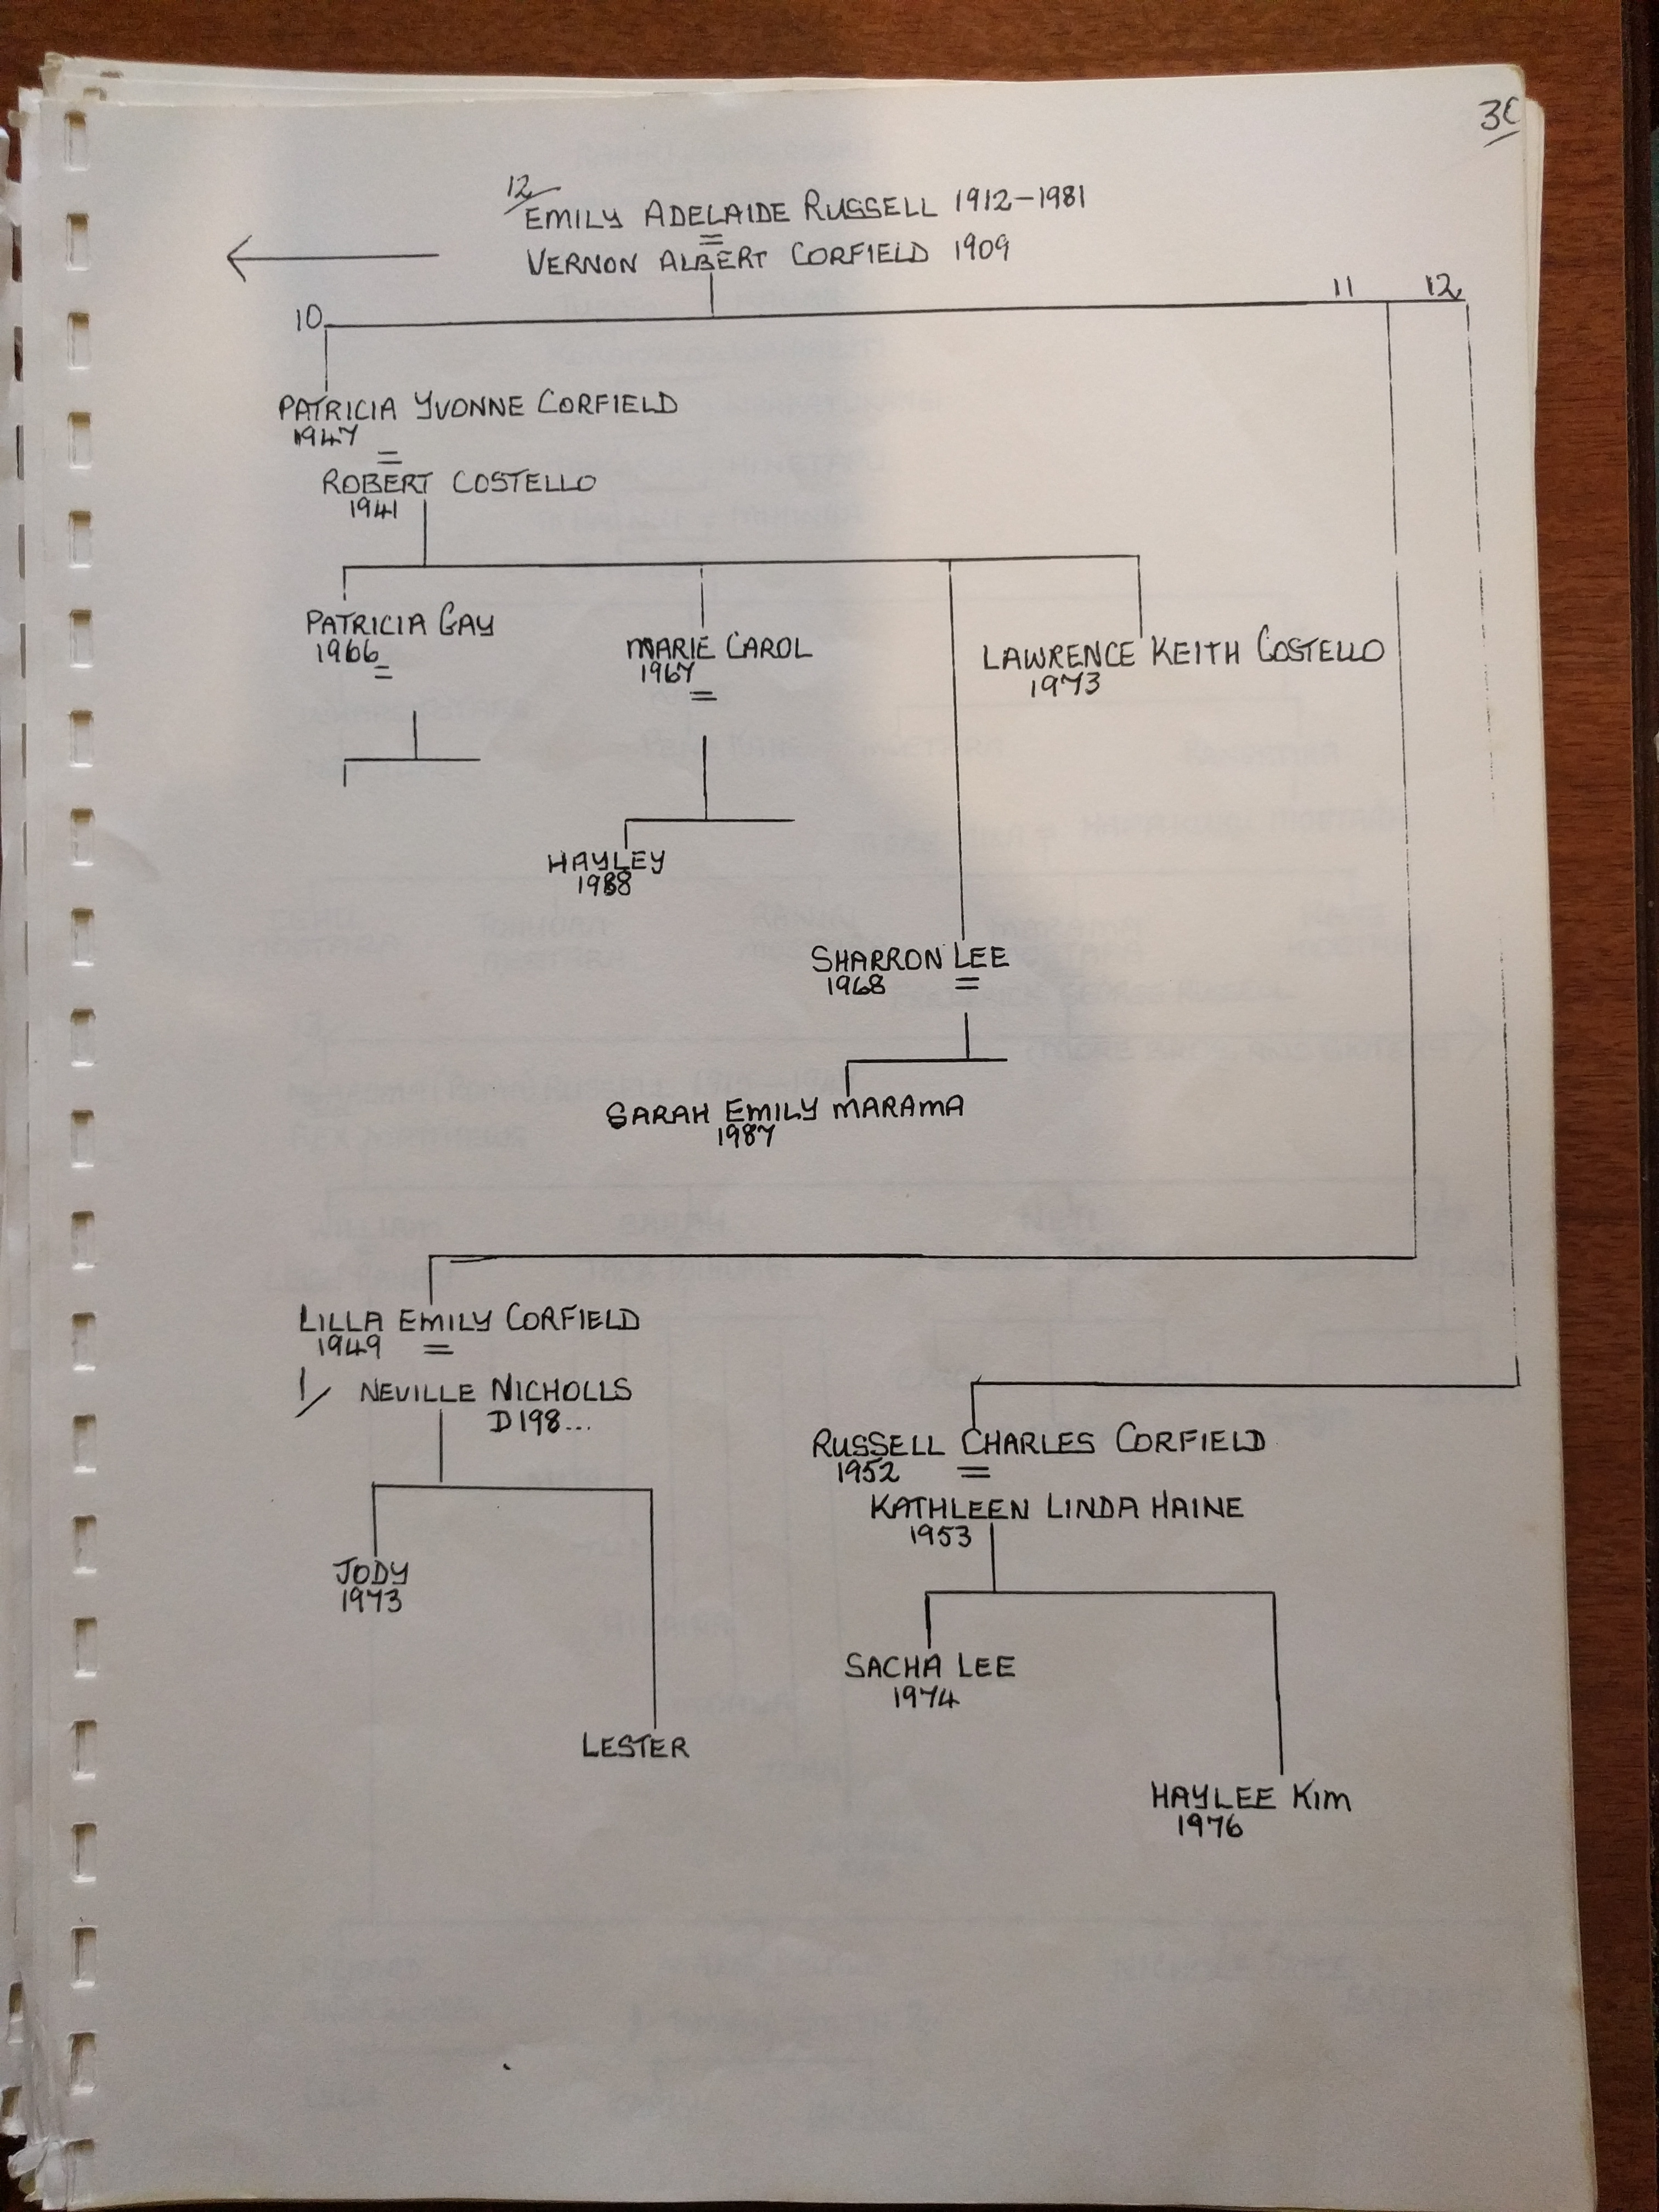 3C
12/
EMILY ADELAIDE RUSSELL 1912-1981
=
VERNON ALBERT CORFIELD 1909
10
11
12
PATRICIA YVONNE CORFIELD
1947
=
ROBERT COSTELLO
1941
PATRICIA GAY
1966
=
MARIE CAROL
1967
=
LAWRENCE KEITH COSTELLO
1973
HAYLEY
1988
SHARRON LEE
1968 =
SARAH EMILY MARAMA
1987
LILLA EMILY CORFIELD
1949 =
1/ NEVILLE NICHOLLS
D198...
RUSSELL CHARLES CORFIELD
1952 =
KATHLEEN LINDA HAINE
1953
JODY
1973
SACHA LEE
1974
LESTER
HAYLEE KIM
1976